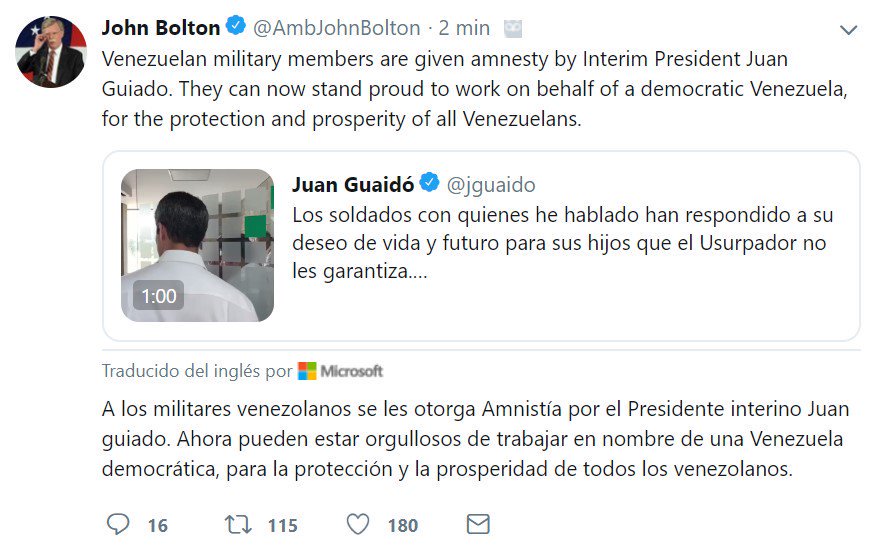 John Bolton @AmbJohnBolton · 2 min
Venezuelan military members are given amnesty by Interim President Juan
Guiado. They can now stand proud to work on behalf of a democratic Venezuela,
for the protection and prosperity of all Venezuelans.
Juan Guaidó @jguaido
Los soldados con quienes he hablado han respondido a su
deseo de vida y futuro para sus hijos que el Usurpador no
les garantiza....
1:00
Traducido del inglés por Microsoft
A los militares venezolanos se les otorga Amnistía por el Presidente interino Juan
guiado. Ahora pueden estar orgullosos de trabajar en nombre de una Venezuela
democrática, para la protección y la prosperidad de todos los venezolanos.
16 115 180